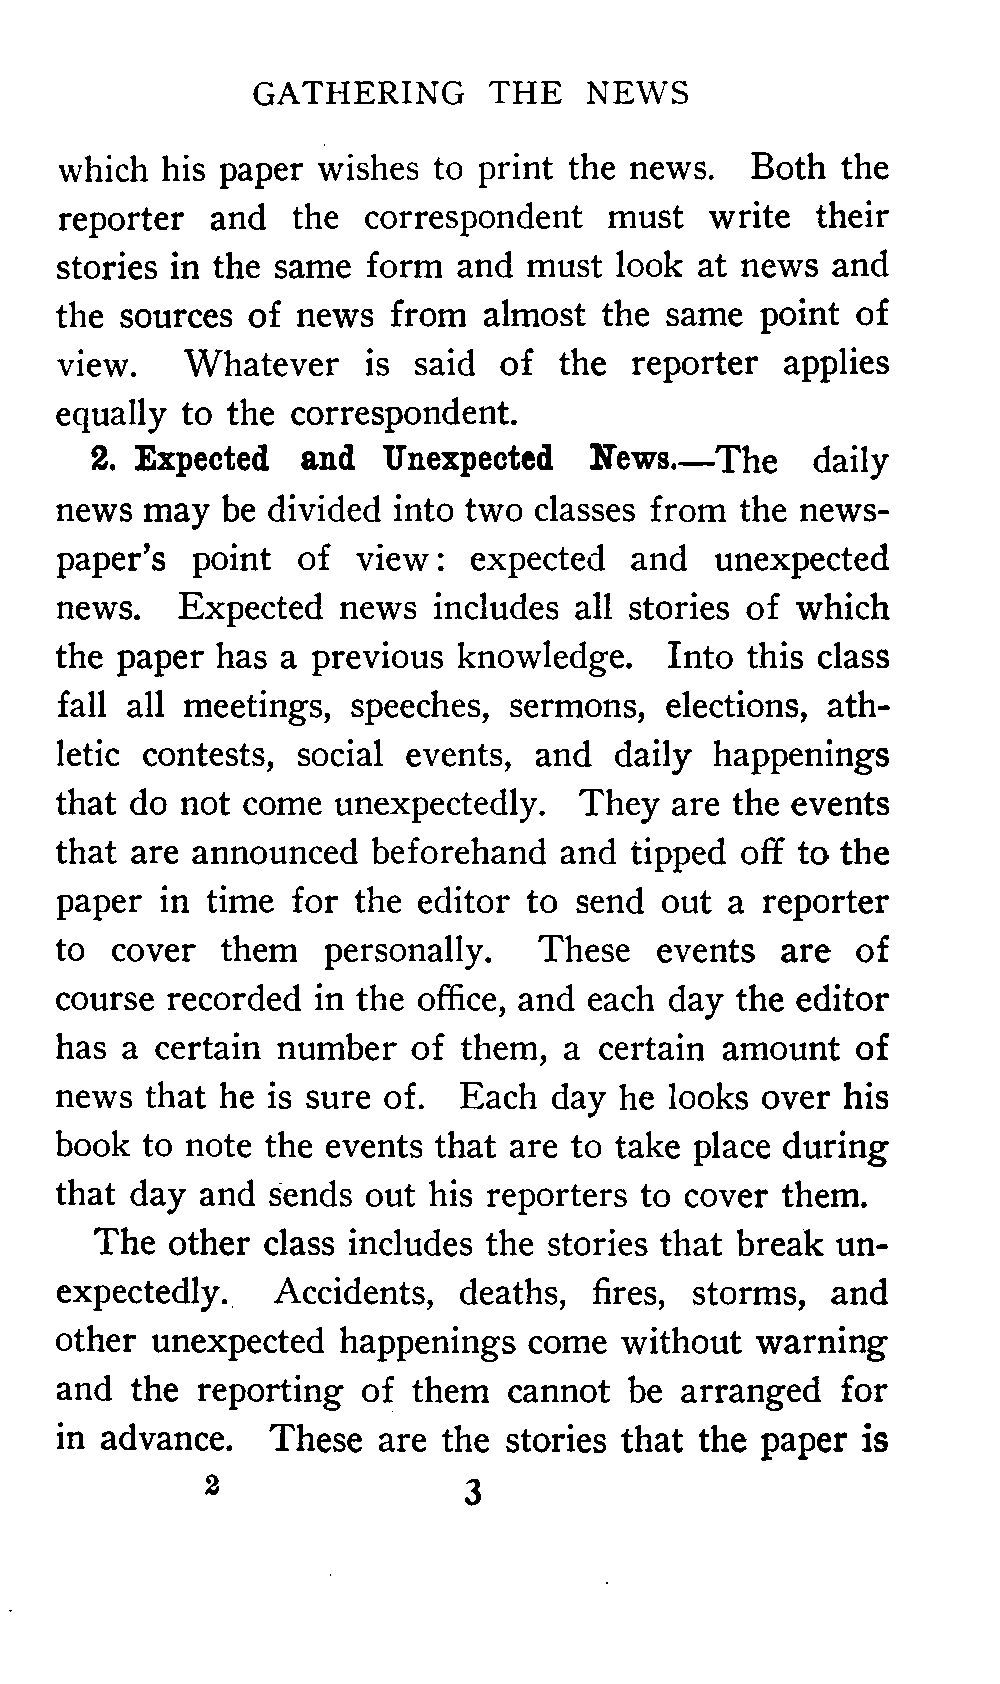 GATHERING THE NEWS
which his paper wishes to print the news. Both the
reporter and the correspondent must write their
stories in the same form and must look at news and
the sources of news from almost the same point of
view. Whatever is said of the reporter applies
equally to the correspondent.
2. Expected and Unexpected News.—The daily
news may be divided into two classes from the news-
paper's point of view: expected and unexpected
news. Expected news includes all stories of which
the paper has a previous knowledge. Into this class
fall all meetings, speeches, sermons, elections, ath-
letic contests, social events, and daily happenings
that do not come unexpectedly. They are the events
that are announced beforehand and tipped off to the
paper in time for the editor to send out a reporter
to cover them personally. These events are of
course recorded in the office, and each day the editor
has a certain number of them, a certain amount of
news that he is sure of. Each day he looks over his
book to note the events that are to take place during
that day and sends out his reporters to cover them.
The other class includes the stories that break un-
expectedly. Accidents, deaths, fires, storms, and
other unexpected happenings come without warning
and the reporting of them cannot be arranged for
in advance. These are the stories that the paper is
2 3